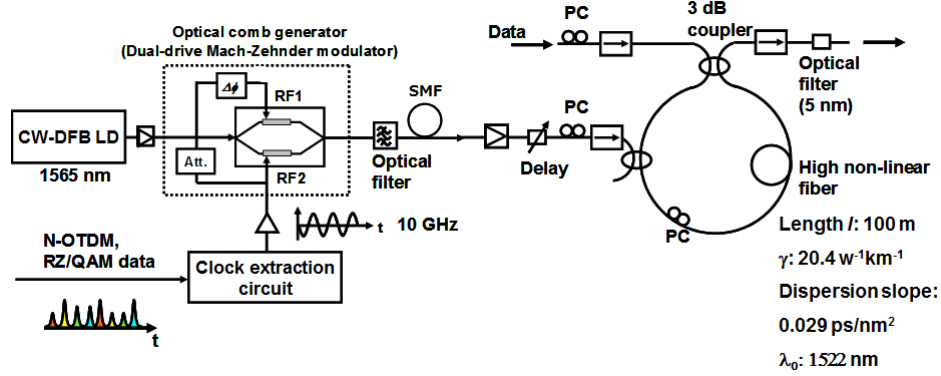 Optical comb generator
(Dual-drive Mach-Zehnder modulator)
Δϕ
RF1
CW-DFB LD
1565 nm
Att.
RF2
Optical
filter
SMF
Delay
PC
Data
PC
3 dB
coupler
Optical
filter
(5 nm)
High non-linear
fiber
PC
Length l: 100 m
γ: 20.4 w-1km-1
Dispersion slope:
0.029 ps/nm2
λ0: 1522 nm
t 10 GHz
N-OTDM,
RZ/QAM data
Clock extraction
circuit
t